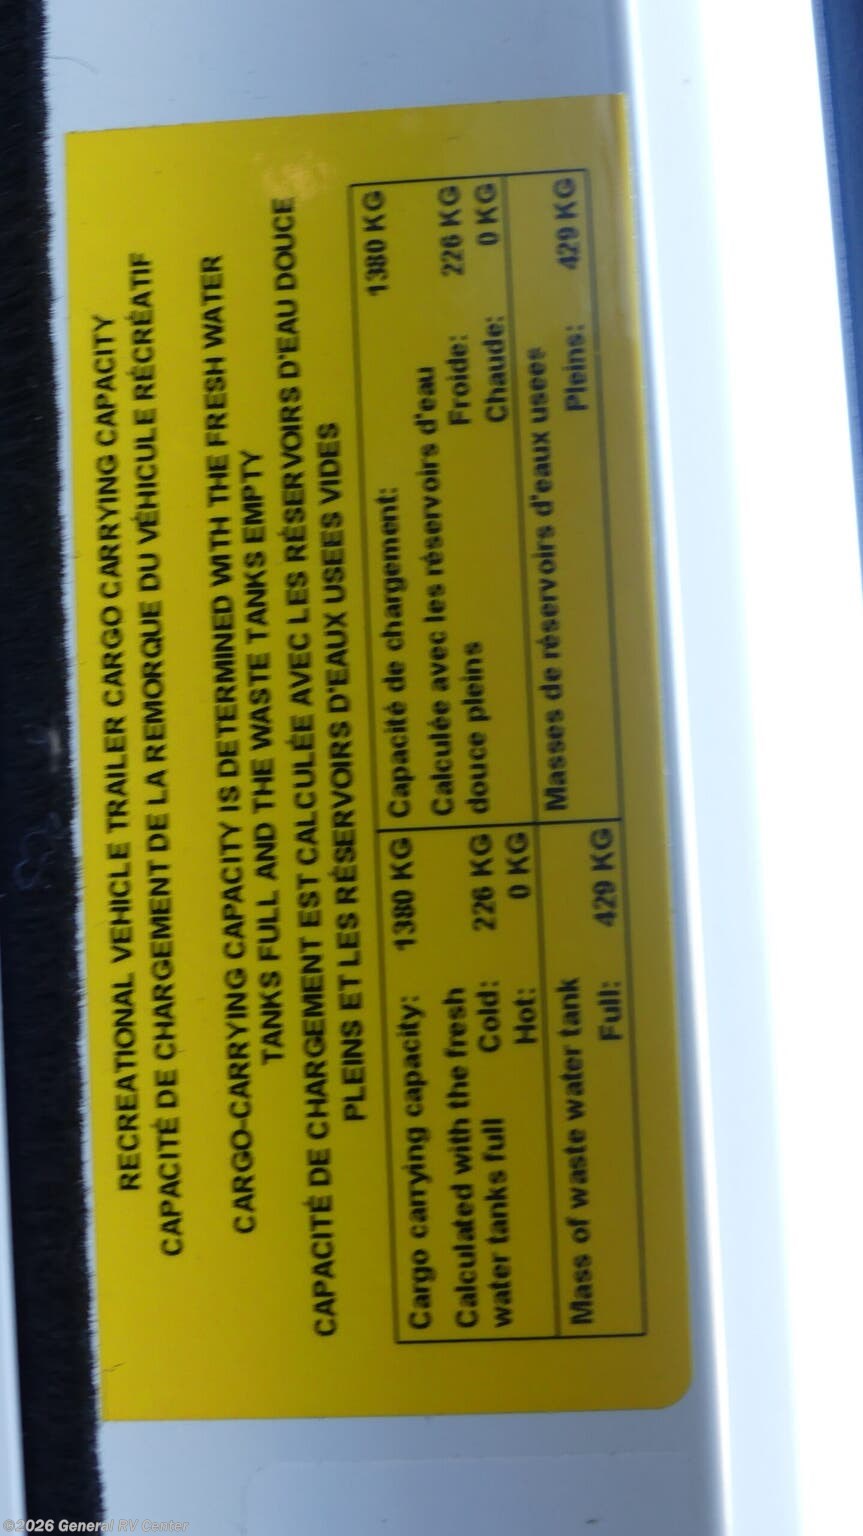 RECREATIONAL VEHICLE TRAILER CARGO CARRYING CAPACITY
CAPACITÉ DE CHARGEMENT DE LA REMORQUE DU VÉHICULE RÉCRÉATIF
CARGO-CARRYING CAPACITY IS DETERMINED WITH THE FRESH WATER
TANKS FULL AND THE WASTE TANKS EMPTY
CAPACITÉ DE CHARGEMENT EST CALCULÉE AVEC LES RÉSERVOIRS D'EAU DOUCE
PLEINS ET LES RÉSERVOIRS D'EAUX USEES VIDES
Cargo carrying capacity: 1380 KG
Calculated with the fresh
water tanks full
Cold: 226 KG
Hot: 0 KG
Mass of waste water tank
Full: 429 KG
Capacité de chargement: 1380 KG
Calculée avec les réservoirs d'eau
douce pleins
Froide: 226 KG
Chaude: 0 KG
Masses de réservoirs d'eaux usees
Pleins: 429 KG
©2026 General RV Center